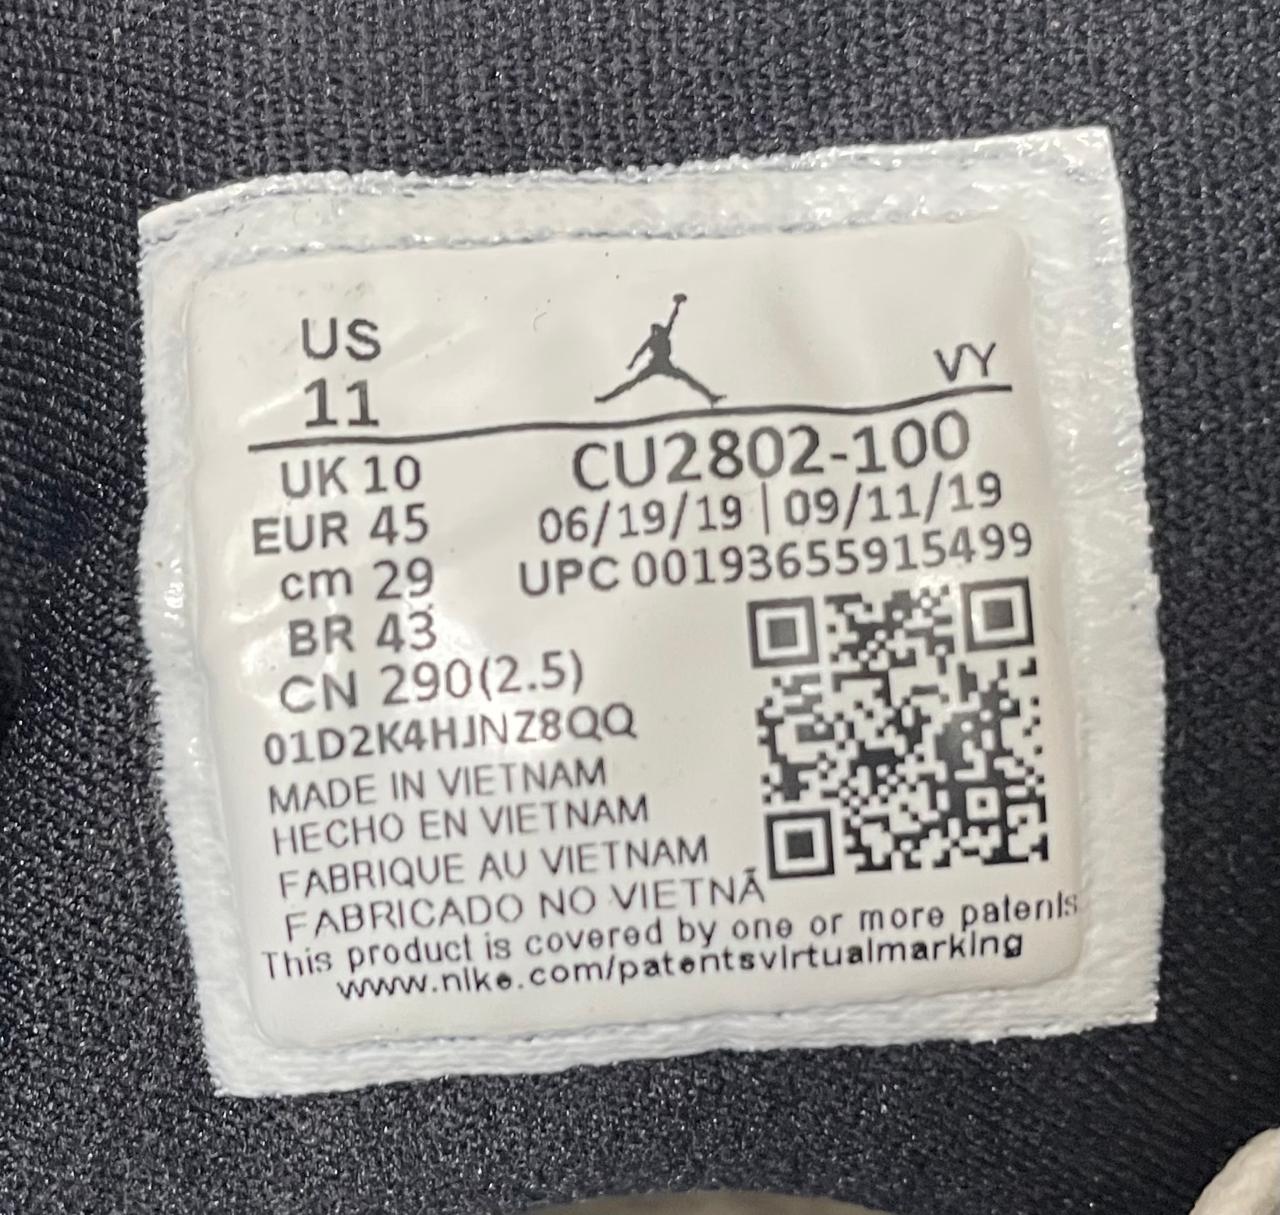 US
11
VY
UK 10
CU2802-100
EUR 45
06/19/19 | 09/11/19
cm 29
UPC 00193655915499
BR 43
CN 290(2.5)
01D2K4HJNZ8QQ
MADE IN VIETNAM
HECHO EN VIETNAM
FABRIQUE AU VIETNAM
FABRICADO NO VIETNÃ
This product is covered by one or more patents
www.nike.com/patentsvirtualmarking